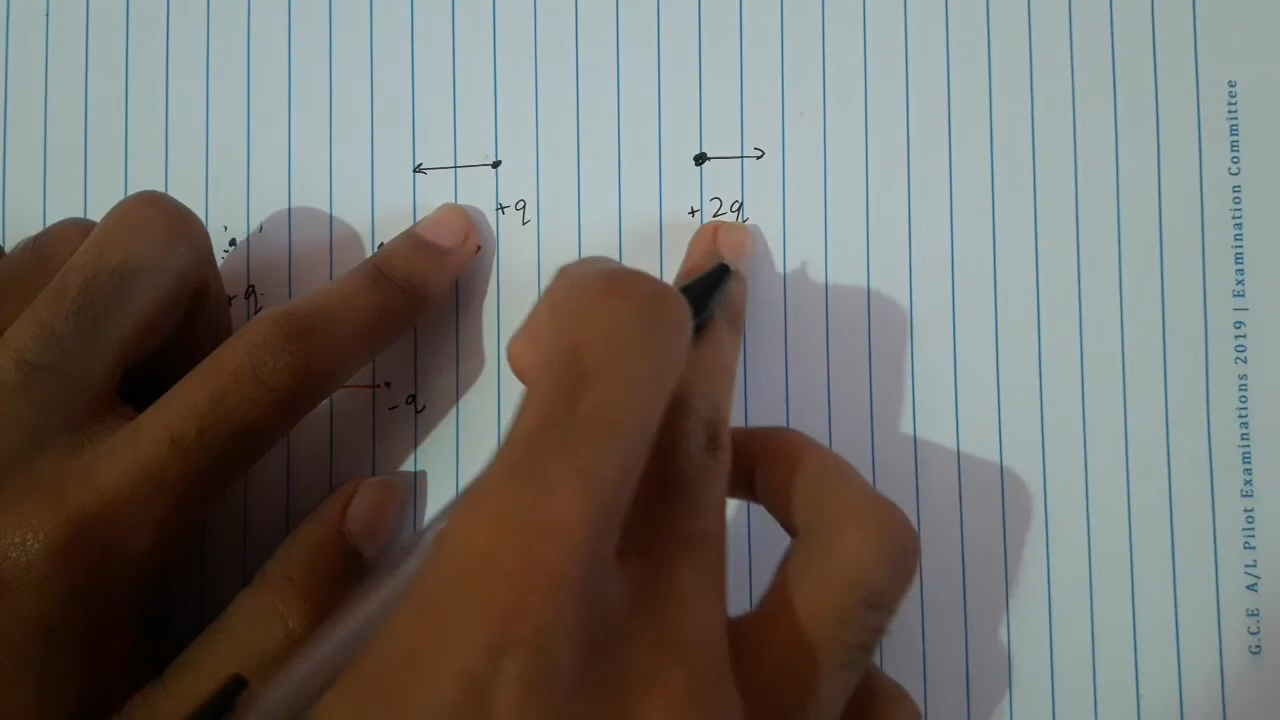 +q
+2q
+q
-q
G.C.E A/L Pilot Examinations 2019 | Examination Committee